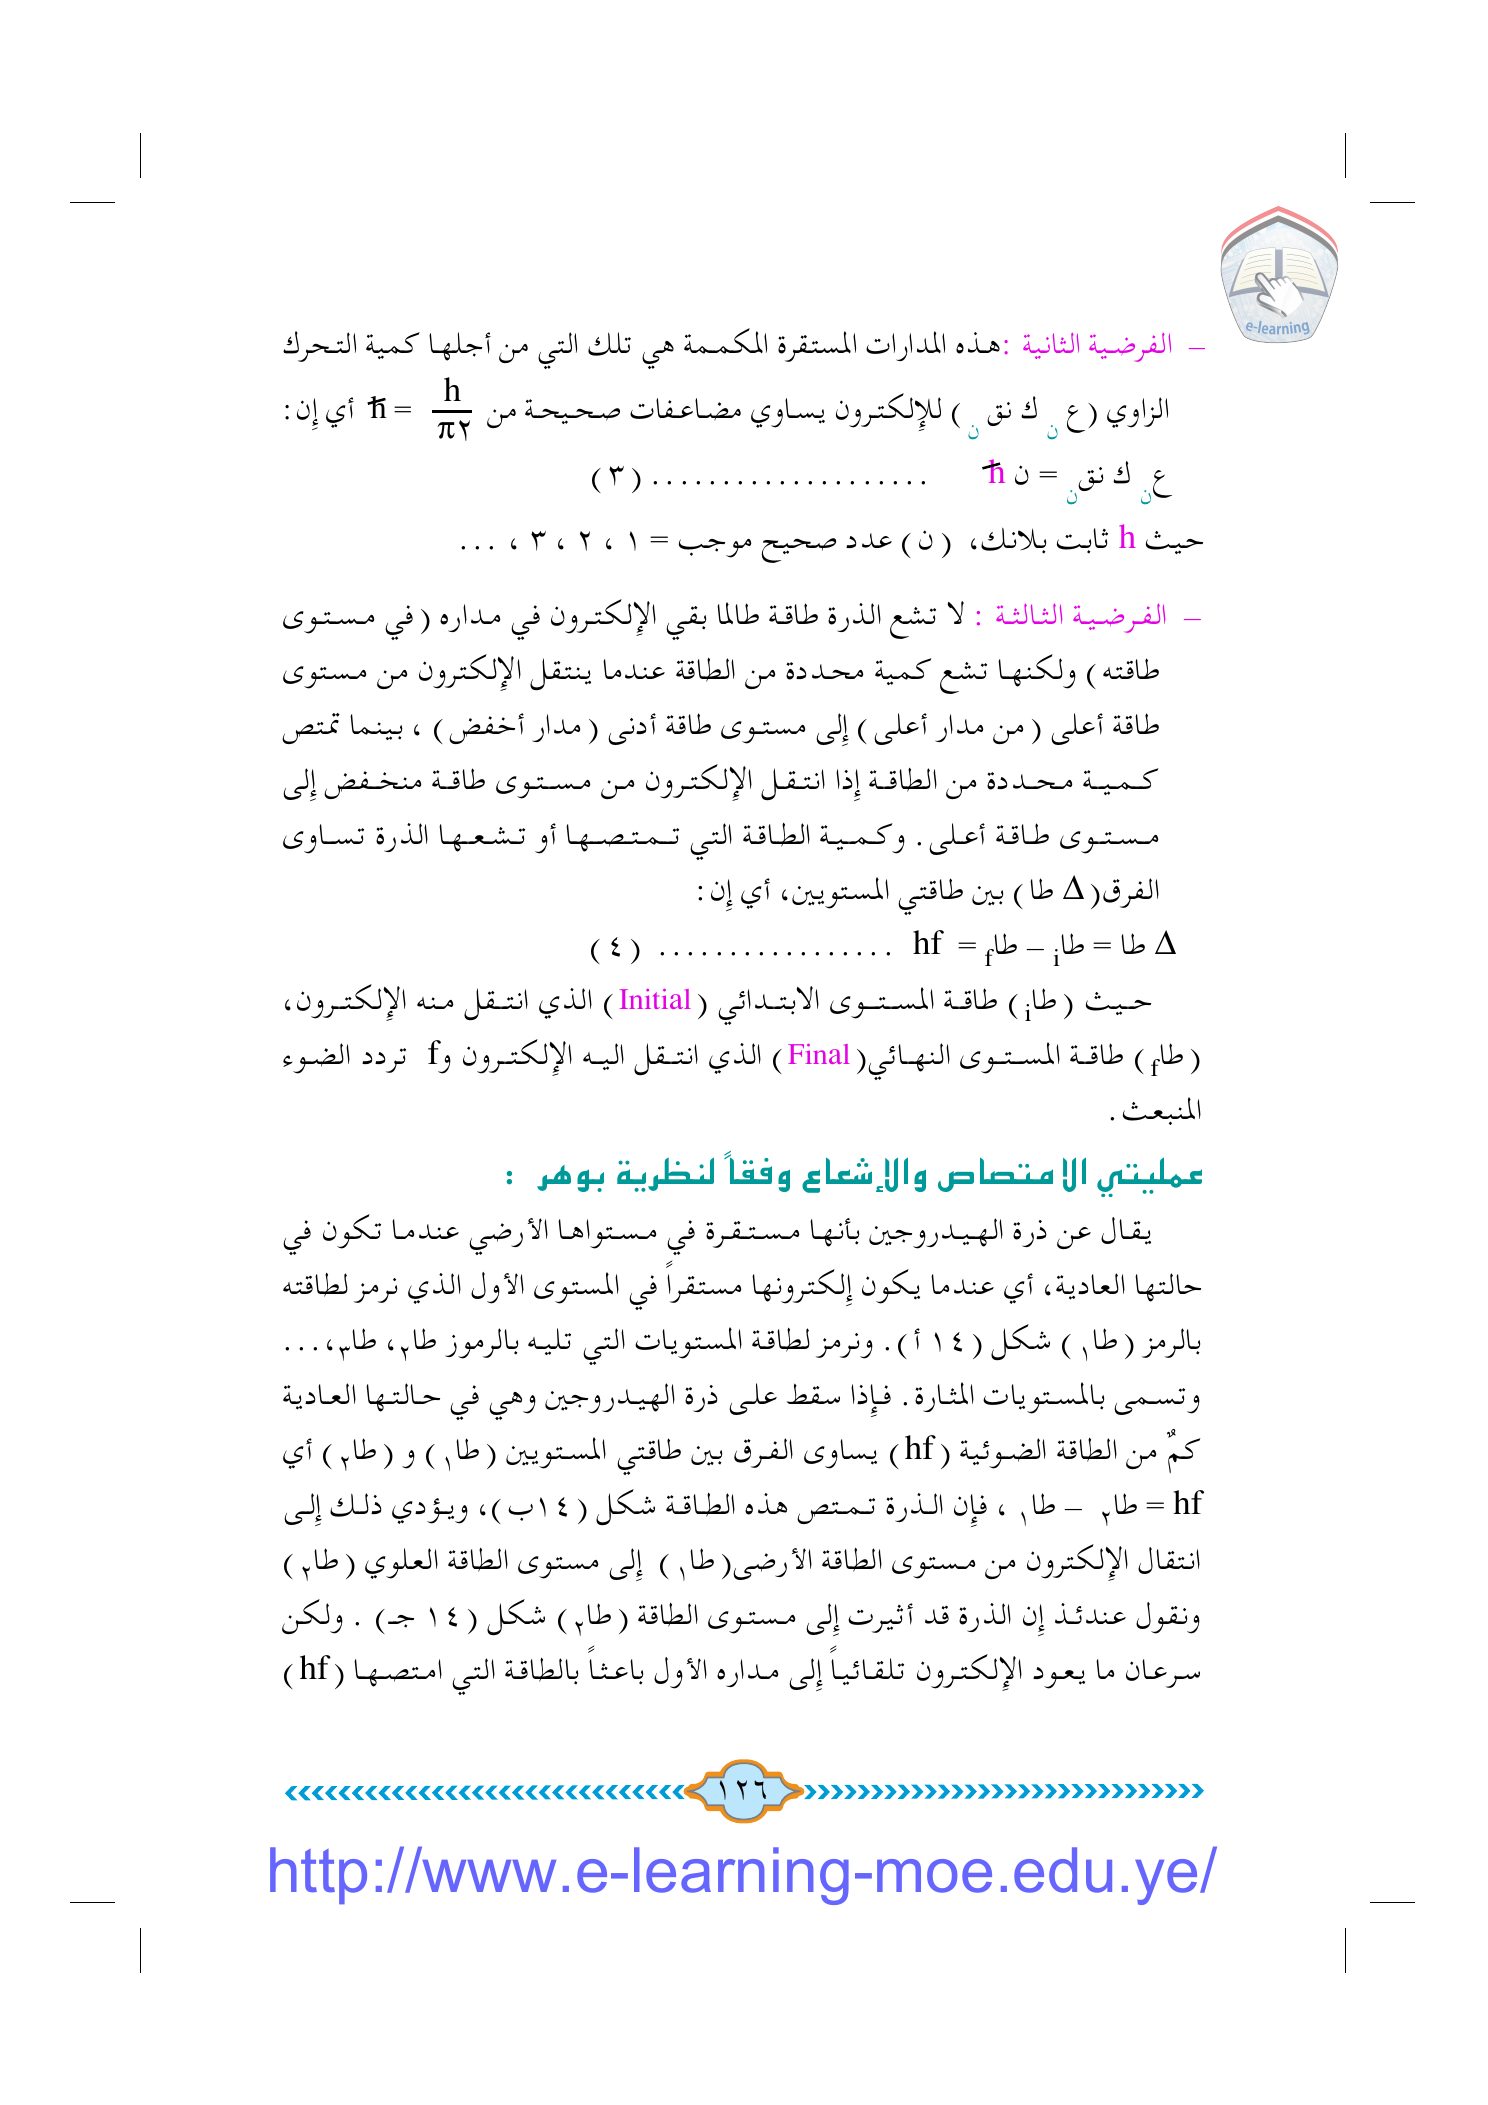 e-learning
– الفرضية الثانية : هذه المدارات المستقرة المكممة هي تلك التي من أجلها كمية التحرك
الزاوي ( ع ن ك نق ن ) للإلكترون يساوي مضاعفات صحيحة من h / ٢π = ħ أي إن :
ع ن ك نق ن = ن ħ .................... ( ٣ )
حيث h ثابت بلانك، ( ن ) عدد صحيح موجب = ١ ، ٢ ، ٣ ، ...
– الفرضية الثالثة : لا تشع الذرة طاقة طالما بقي الإلكترون في مداره ( في مستوى
طاقته ) ولكنها تشع كمية محددة من الطاقة عندما ينتقل الإلكترون من مستوى
طاقة أعلى ( من مدار أعلى ) إلى مستوى طاقة أدنى ( مدار أخفض ) ، بينما تمتص
كمية محددة من الطاقة إذا انتقل الإلكترون من مستوى طاقة منخفض إلى
مستوى طاقة أعلى . وكمية الطاقة التي تمتصها أو تشعها الذرة تساوى
الفرق ( Δ طا ) بين طاقتي المستويين، أي إن :
Δ طا = طاi – طاf = hf ................. ( ٤ )
حيث ( طاi ) طاقة المستوى الابتدائي ( Initial ) الذي انتقل منه الإلكترون،
( طاf ) طاقة المستوى النهائي ( Final ) الذي انتقل اليه الإلكترون وf تردد الضوء
المنبعث .
عمليتي الامتصاص والإشعاع وفقاً لنظرية بوهر :
يقال عن ذرة الهيدروجين بأنها مستقرة في مستواها الأرضي عندما تكون في
حالتها العادية، أي عندما يكون إلكترونها مستقراً في المستوى الأول الذي نرمز لطاقته
بالرمز ( طا١ ) شكل ( ١٤ أ ) . ونرمز لطاقة المستويات التي تليه بالرموز طا٢، طا٣،...
وتسمى بالمستويات المثارة . فإذا سقط على ذرة الهيدروجين وهي في حالتها العادية
كمٌ من الطاقة الضوئية ( hf ) يساوى الفرق بين طاقتي المستويين ( طا١ ) و ( طا٢ ) أي
hf = طا٢ – طا١ ، فإن الذرة تمتص هذه الطاقة شكل ( ١٤ب )، ويؤدي ذلك إلى
انتقال الإلكترون من مستوى الطاقة الأرضى ( طا١ ) إلى مستوى الطاقة العلوي ( طا٢ )
ونقول عندئذ إن الذرة قد أثيرت إلى مستوى الطاقة ( طا٢ ) شكل ( ١٤ جـ ) . ولكن
سرعان ما يعود الإلكترون تلقائياً إلى مداره الأول باعثاً بالطاقة التي امتصها ( hf )
١٢٦
http://www.e-learning-moe.edu.ye/